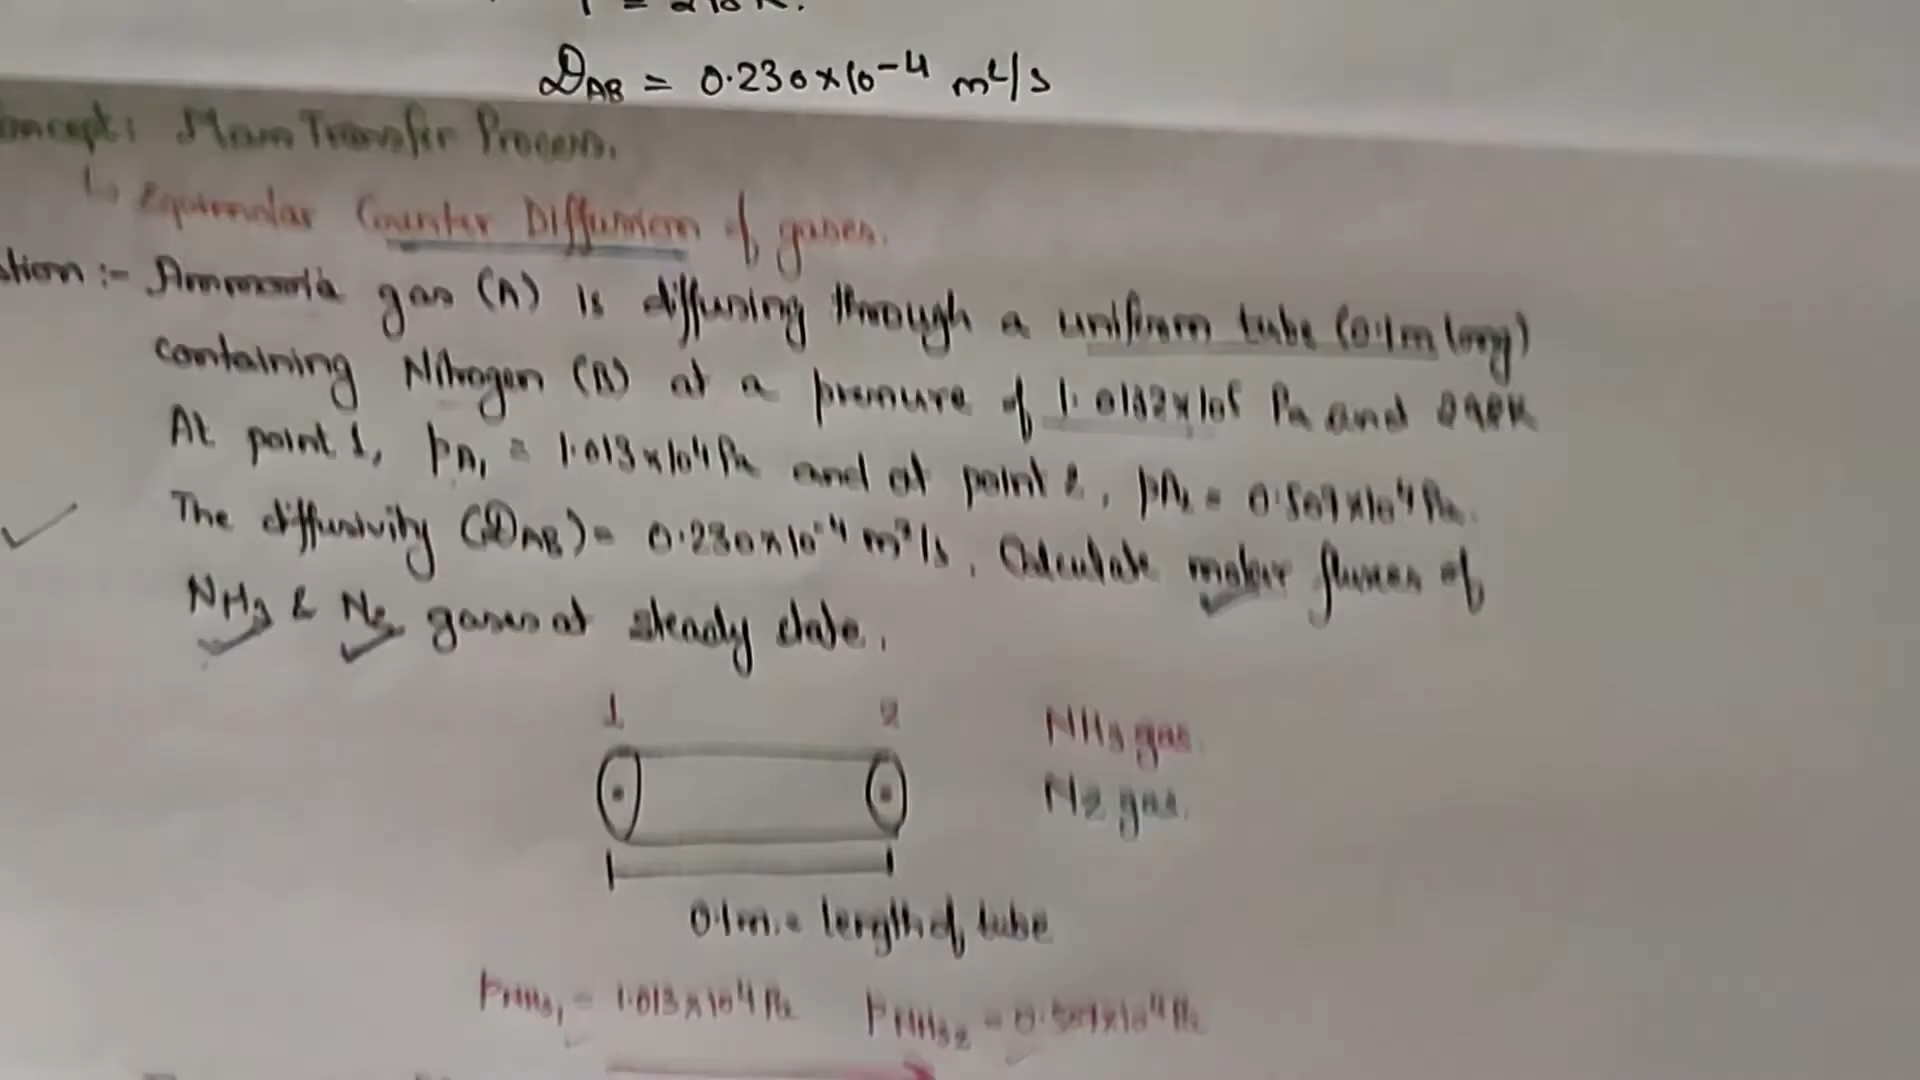 D_AB = 0.230×10^-4 m²/s
oncept: Mass Transfer Process.
↳ Equimolar Counter Diffusion of gases.
stion :- Ammonia gas (A) is diffusing through a uniform tube (0.1m long)
containing Nitrogen (B) at a pressure of 1.0132×10^5 Pa and 298K
At point 1, pA₁ = 1.013×10^4 Pa and at point 2, pA₂ = 0.507×10^4 Pa.
The diffusivity (D_AB) = 0.230×10^-4 m²/s. Calculate molar fluxes of
NH₃ & N₂ gases at steady state.
1 2
NH₃ gas.
N₂ gas.
0.1m. = length of tube
pNH₃₁ = 1.013×10^4 Pa pNH₃₂ = 0.507×10^4 Pa